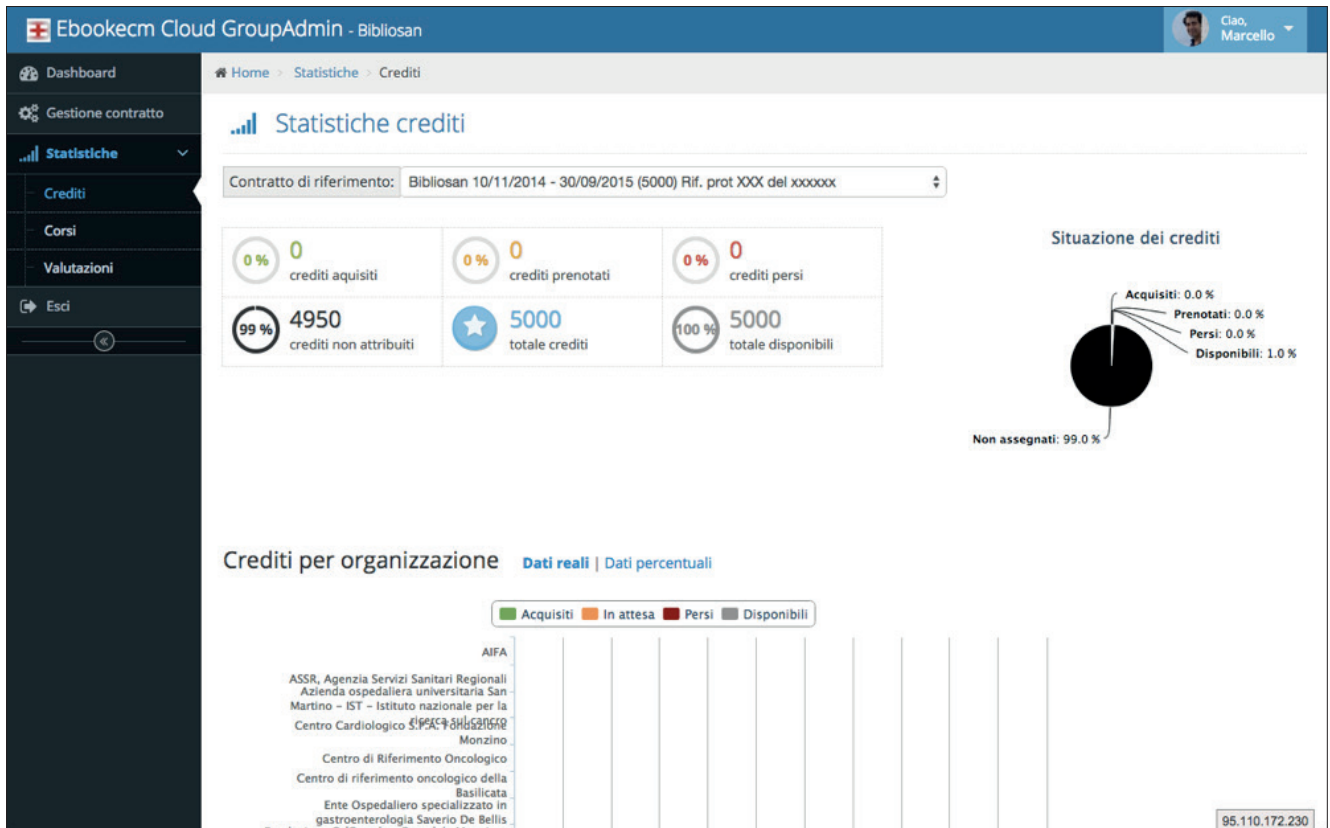 Ebookecm Cloud GroupAdmin - Bibliosan
Ciao,
Marcello
Dashboard
Gestione contratto
Statistiche
Crediti
Corsi
Valutazioni
Esci
Home > Statistiche > Crediti
Statistiche crediti
Contratto di riferimento: Bibliosan 10/11/2014 - 30/09/2015 (5000) Rif. prot XXX del xxxxxx
0 % 0 crediti aquisiti
0 % 0 crediti prenotati
0 % 0 crediti persi
99 % 4950 crediti non attribuiti
5000 totale crediti
100 % 5000 totale disponibili
Situazione dei crediti
Acquisiti: 0.0 %
Prenotati: 0.0 %
Persi: 0.0 %
Disponibili: 1.0 %
Non assegnati: 99.0 %
Crediti per organizzazione Dati reali | Dati percentuali
Acquisiti In attesa Persi Disponibili
AIFA
ASSR, Agenzia Servizi Sanitari Regionali
Azienda ospedaliera universitaria San
Martino – IST – Istituto nazionale per la
ricerca sul cancro
Centro Cardiologico S.P.A. Fondazione
Monzino
Centro di Riferimento Oncologico
Centro di riferimento oncologico della
Basilicata
Ente Ospedaliero specializzato in
gastroenterologia Saverio De Bellis
95.110.172.230